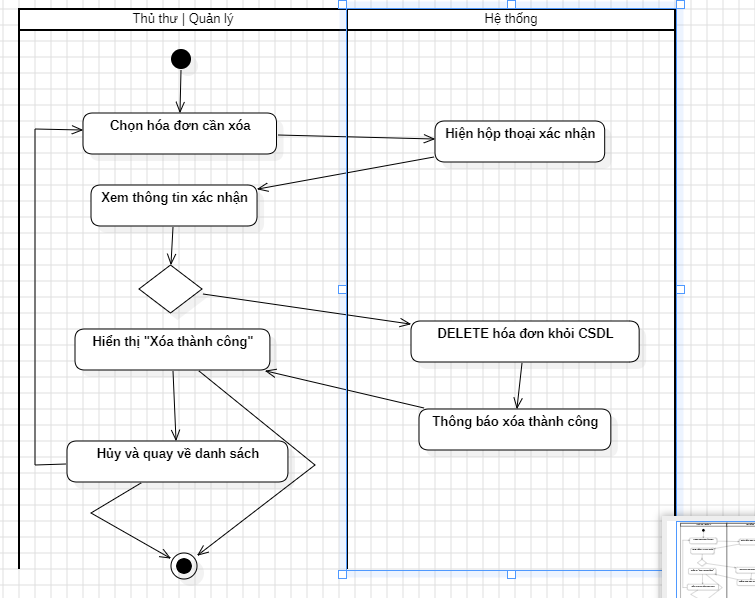 Thủ thư | Quản lý
Hệ thống
Chọn hóa đơn cần xóa
Hiện hộp thoại xác nhận
Xem thông tin xác nhận
DELETE hóa đơn khỏi CSDL
Hiển thị "Xóa thành công"
Thông báo xóa thành công
Hủy và quay về danh sách